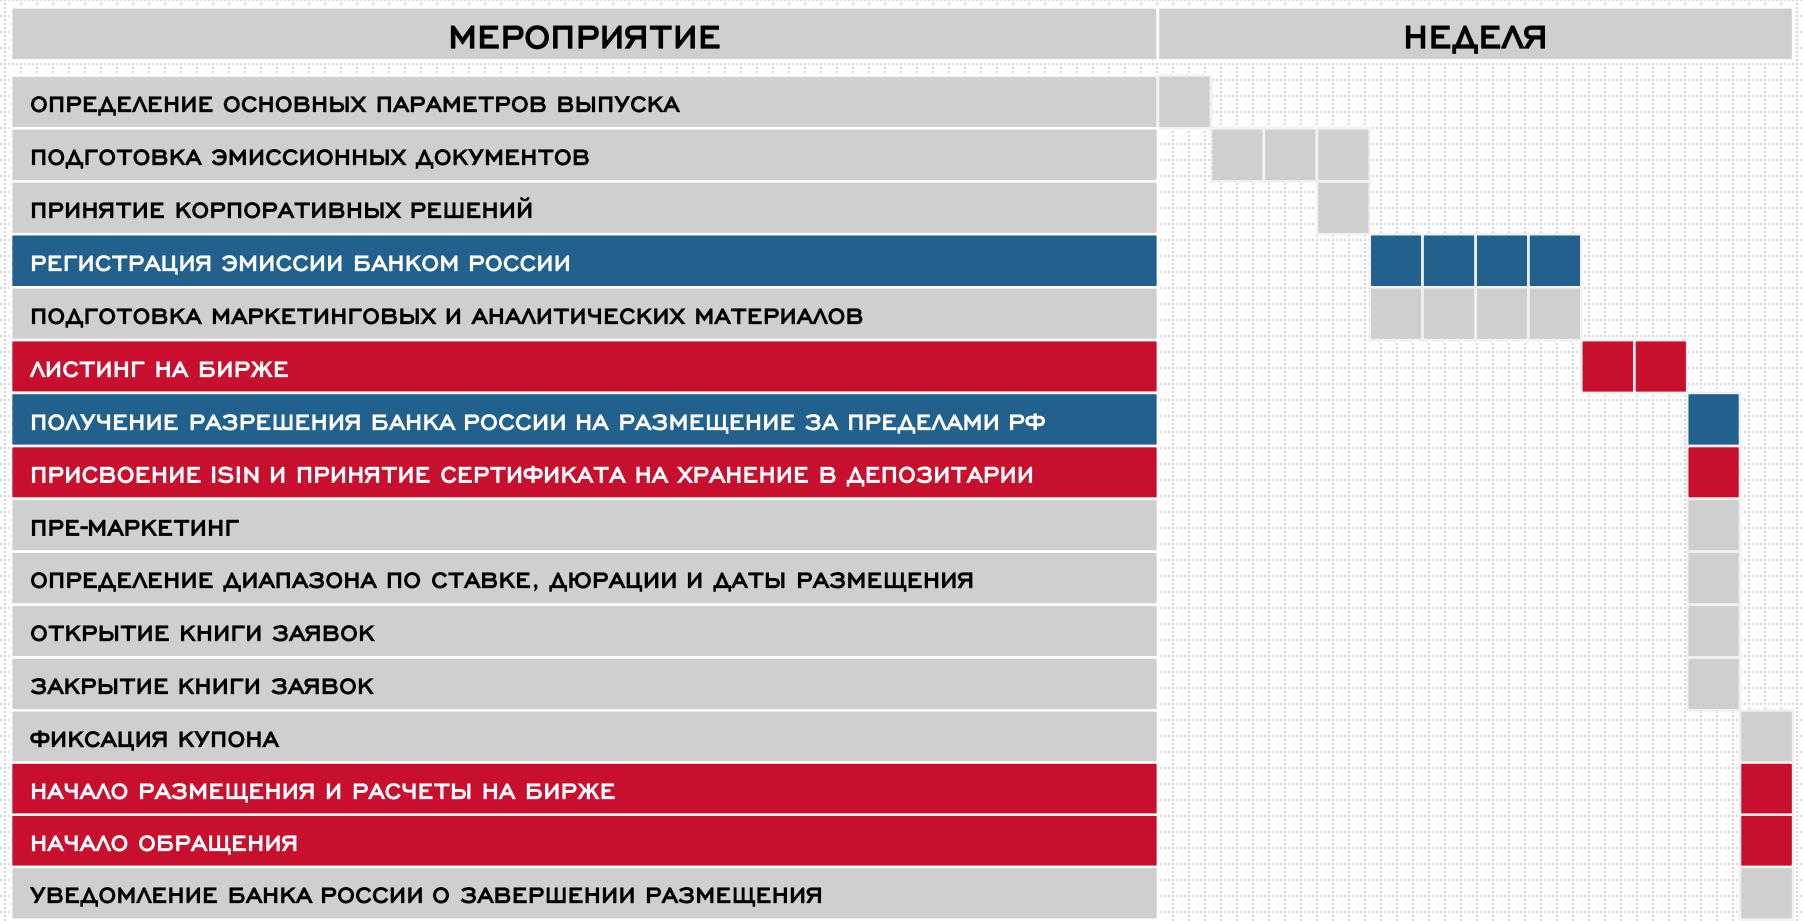 МЕРОПРИЯТИЕ НЕДЕЛЯ
ОПРЕДЕЛЕНИЕ ОСНОВНЫХ ПАРАМЕТРОВ ВЫПУСКА
ПОДГОТОВКА ЭМИССИОННЫХ ДОКУМЕНТОВ
ПРИНЯТИЕ КОРПОРАТИВНЫХ РЕШЕНИЙ
РЕГИСТРАЦИЯ ЭМИССИИ БАНКОМ РОССИИ
ПОДГОТОВКА МАРКЕТИНГОВЫХ И АНАЛИТИЧЕСКИХ МАТЕРИАЛОВ
ЛИСТИНГ НА БИРЖЕ
ПОЛУЧЕНИЕ РАЗРЕШЕНИЯ БАНКА РОССИИ НА РАЗМЕЩЕНИЕ ЗА ПРЕДЕЛАМИ РФ
ПРИСВОЕНИЕ ISIN И ПРИНЯТИЕ СЕРТИФИКАТА НА ХРАНЕНИЕ В ДЕПОЗИТАРИИ
ПРЕ-МАРКЕТИНГ
ОПРЕДЕЛЕНИЕ ДИАПАЗОНА ПО СТАВКЕ, ДЮРАЦИИ И ДАТЫ РАЗМЕЩЕНИЯ
ОТКРЫТИЕ КНИГИ ЗАЯВОК
ЗАКРЫТИЕ КНИГИ ЗАЯВОК
ФИКСАЦИЯ КУПОНА
НАЧАЛО РАЗМЕЩЕНИЯ И РАСЧЕТЫ НА БИРЖЕ
НАЧАЛО ОБРАЩЕНИЯ
УВЕДОМЛЕНИЕ БАНКА РОССИИ О ЗАВЕРШЕНИИ РАЗМЕЩЕНИЯ